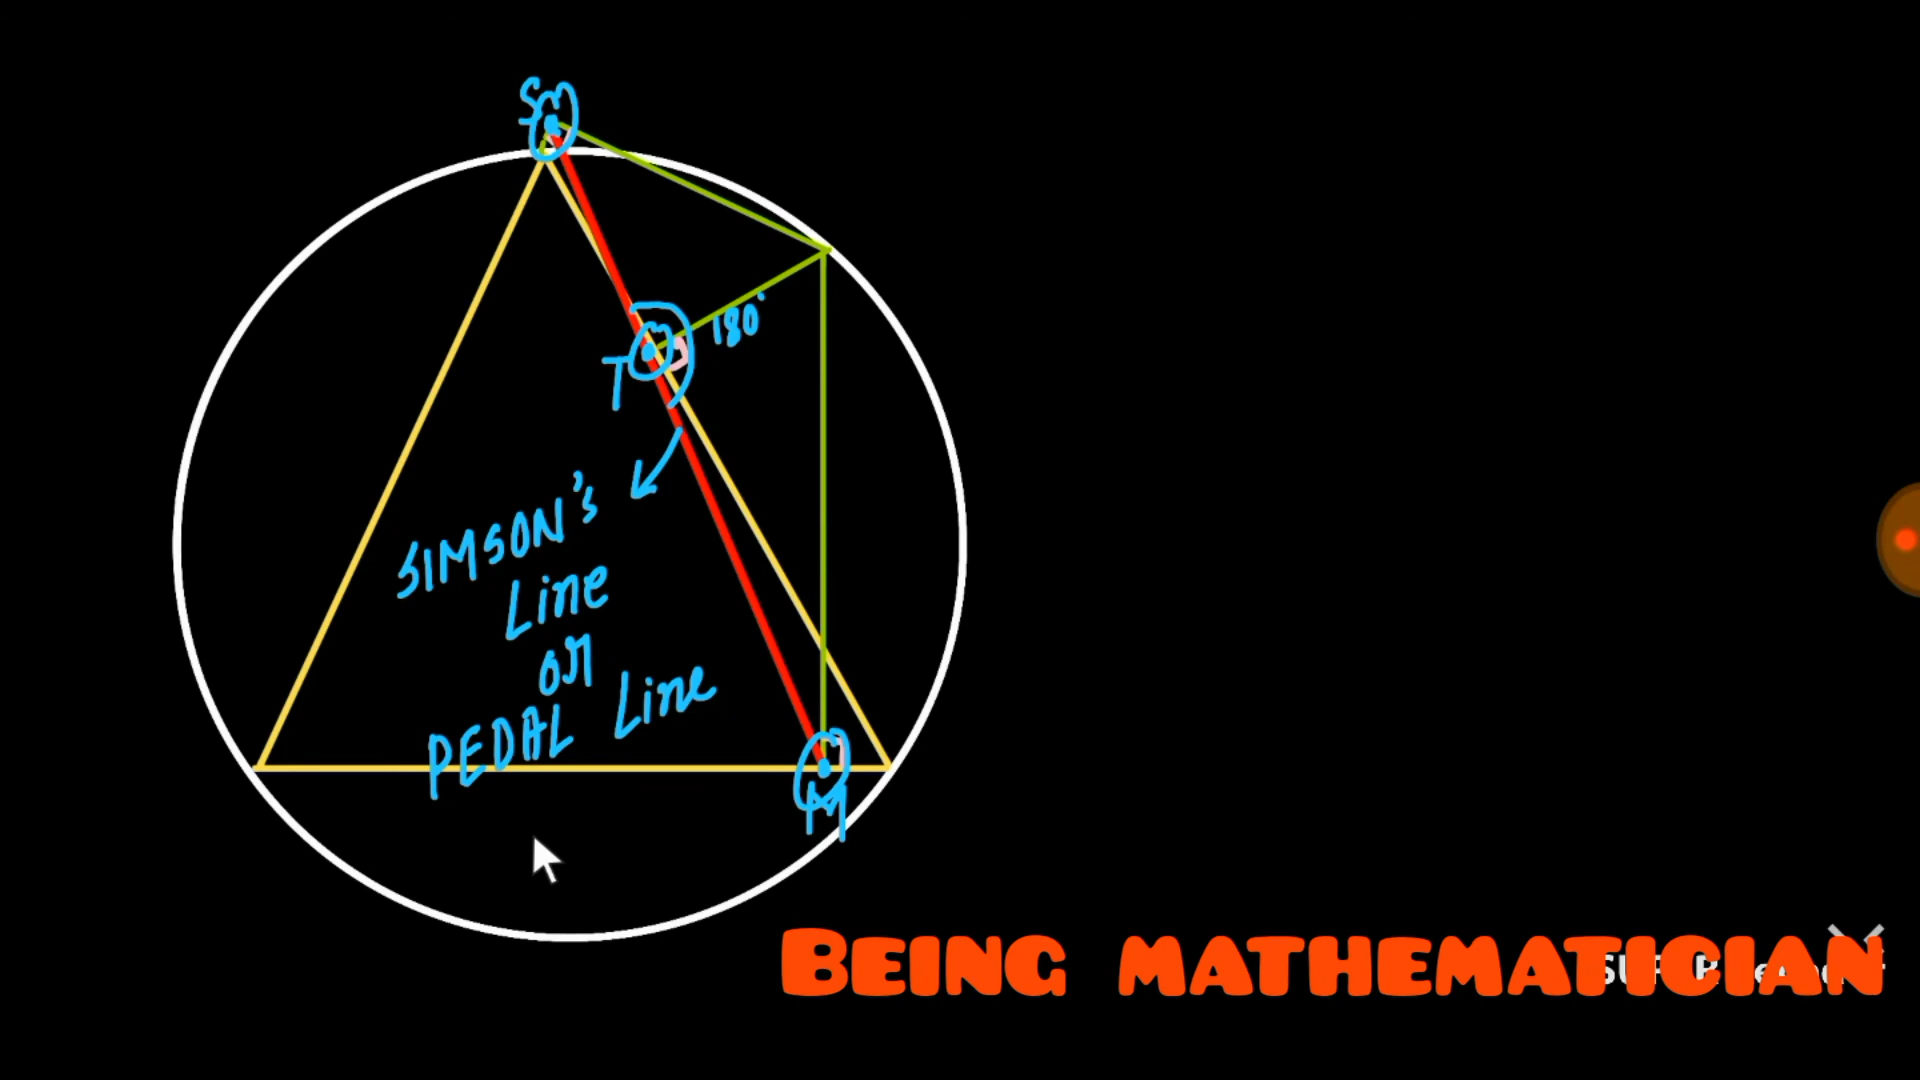 S
180°
T
SIMSON's
Line
or
PEDAL Line
M
BEING MATHEMATICIAN